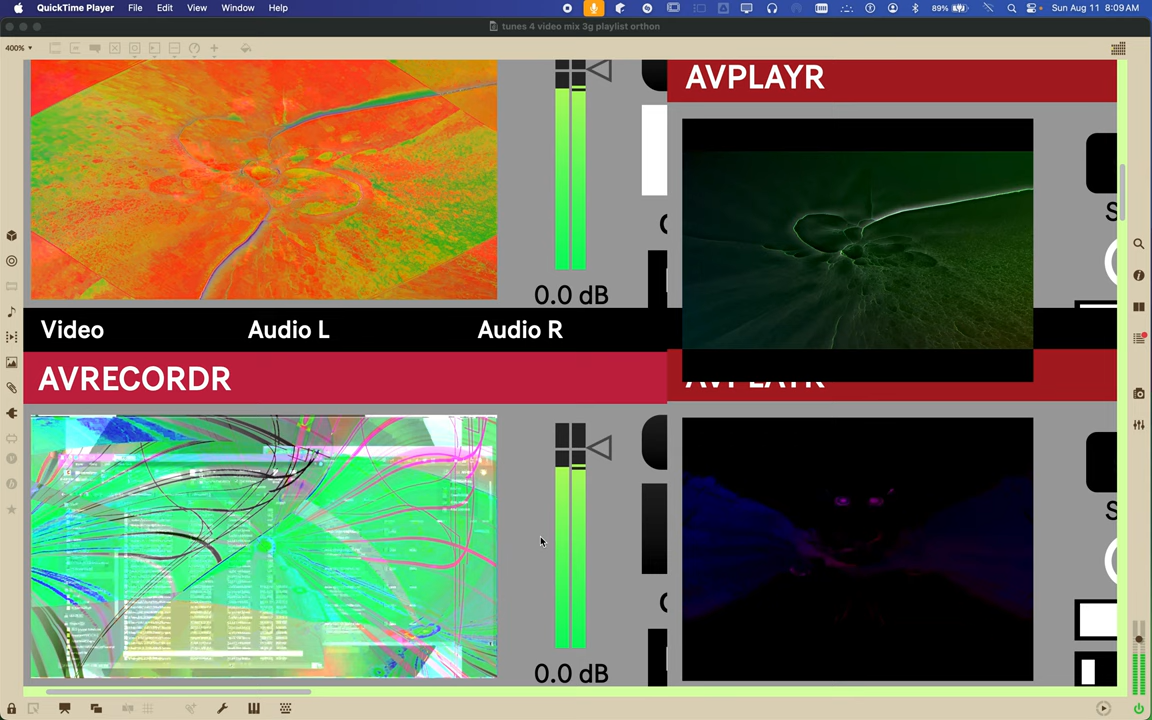 QuickTime Player File Edit View Window Help
89%
Sun Aug 11 8:09 AM
tunes 4 video mix 3g playlist orthon
400%
AVPLAYR
S
0.0 dB
Video Audio L Audio R
AVRECORDR
AVPLAYR
S
0.0 dB